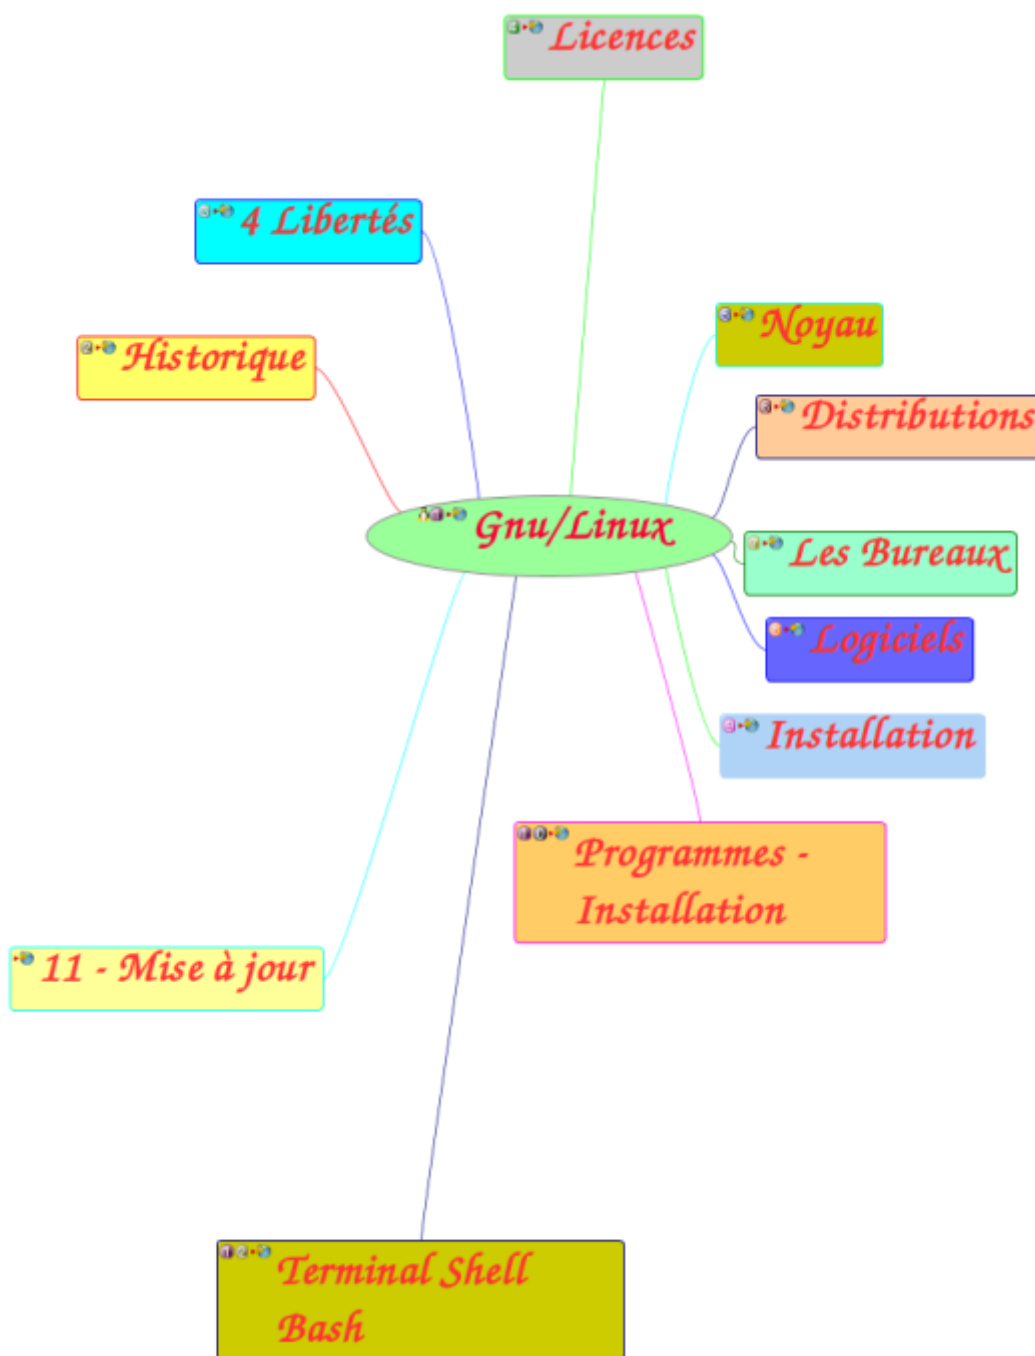 Licences
4 Libertés
Noyau
Historique
Distributions
Gnu/Linux
Les Bureaux
Logiciels
Installation
Programmes -
Installation
11 - Mise à jour
Terminal Shell
Bash